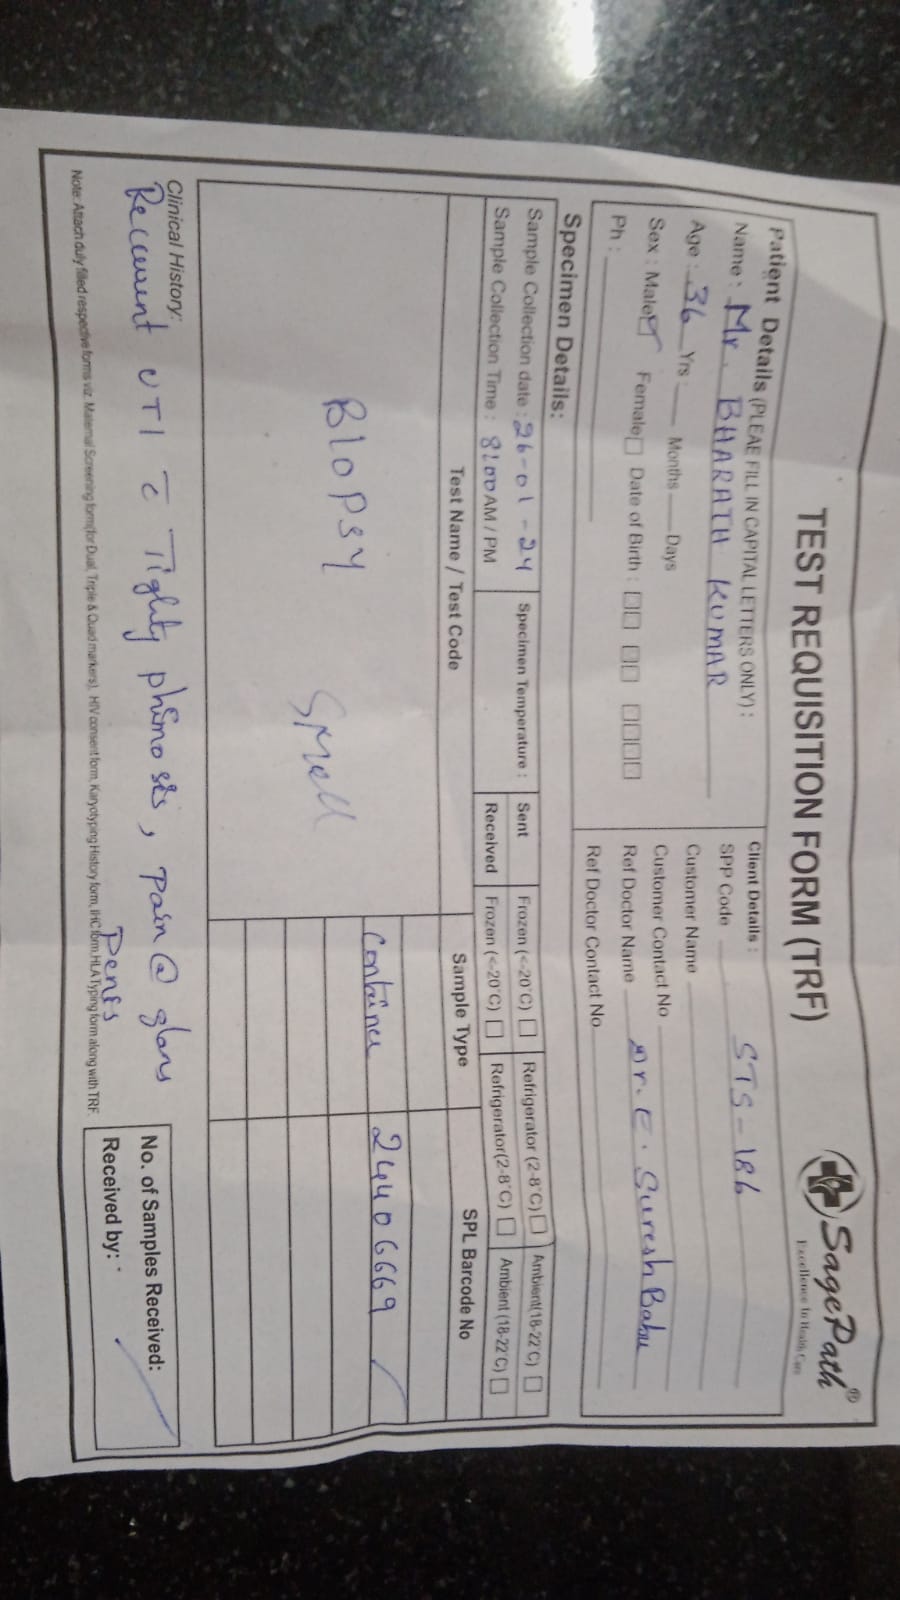 TEST REQUISITION FORM (TRF)
SagePath®
Excellence In Health Care
Patient Details (PLEAE FILL IN CAPITAL LETTERS ONLY) :
Name : Mr. BHARATH KUMAR
Age : 36 Yrs : Months Days
Sex : Male ☑ Female □ Date of Birth : □□ □□ □□□□
Ph :
Client Details :
SPP Code STS-186
Customer Name
Customer Contact No
Ref Doctor Name Dr. E. Suresh Babu
Ref Doctor Contact No
Specimen Details:
Sample Collection date : 26-01-24
Sample Collection Time : 8:00 AM / PM
Specimen Temperature :
Sent Frozen (<-20°C) □ Refrigerator (2-8°C) □ Ambient(18-22°C) □
Received Frozen (<-20°C) □ Refrigerator(2-8°C) □ Ambient (18-22°C) □
Test Name / Test Code Sample Type SPL Barcode No
BIOPSY Small
Container 24406669
Clinical History:
Recurrent UTI c̄ Tightly phimosis, pain @ glans
Penis
No. of Samples Received:
Received by:
Note: Attach duly filled respective forms viz. Maternal Screening form(for Dual, Triple & Quad markers), HIV consent form, Karyotyping History form, IHC form, HLA Typing form along with TRF.